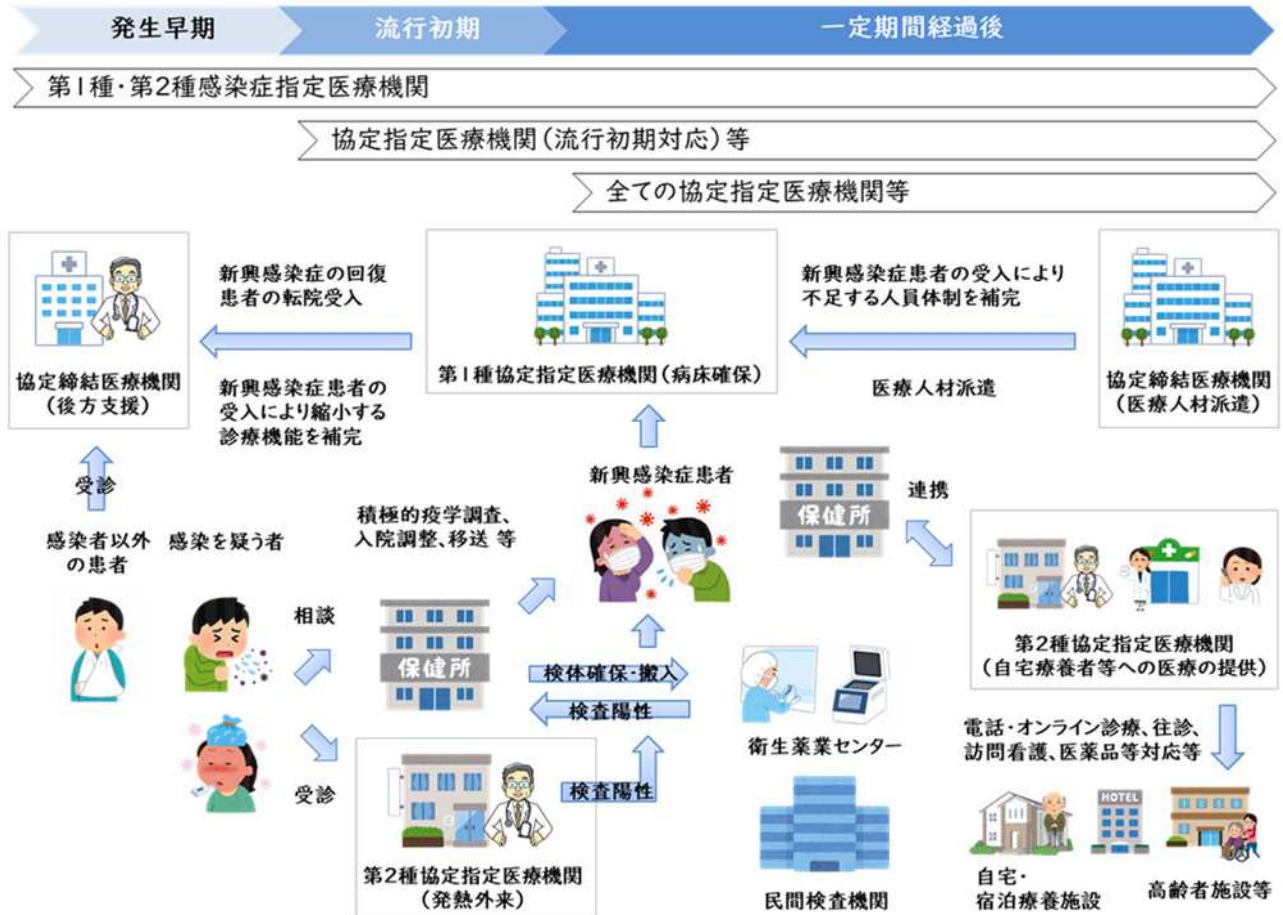 発生早期
流行初期
一定期間経過後
第1種・第2種感染症指定医療機関
協定指定医療機関(流行初期対応)等
全ての協定指定医療機関等
新興感染症の回復
患者の転院受入
新興感染症患者の受入により
不足する人員体制を補完
協定締結医療機関
(後方支援)
新興感染症患者の
受入により縮小する
診療機能を補完
第1種協定指定医療機関(病床確保)
医療人材派遣
協定締結医療機関
(医療人材派遣)
受診
感染者以外
の患者
感染を疑う者
積極的疫学調査、
入院調整、移送 等
新興感染症患者
保健所
連携
相談
保健所
検体確保・搬入
検査陽性
第2種協定指定医療機関
(自宅療養者等への医療の提供)
衛生薬業センター
電話・オンライン診療、往診、
訪問看護、医薬品等対応等
受診
検査陽性
第2種協定指定医療機関
(発熱外来)
民間検査機関
HOTEL
自宅・
宿泊療養施設
高齢者施設等